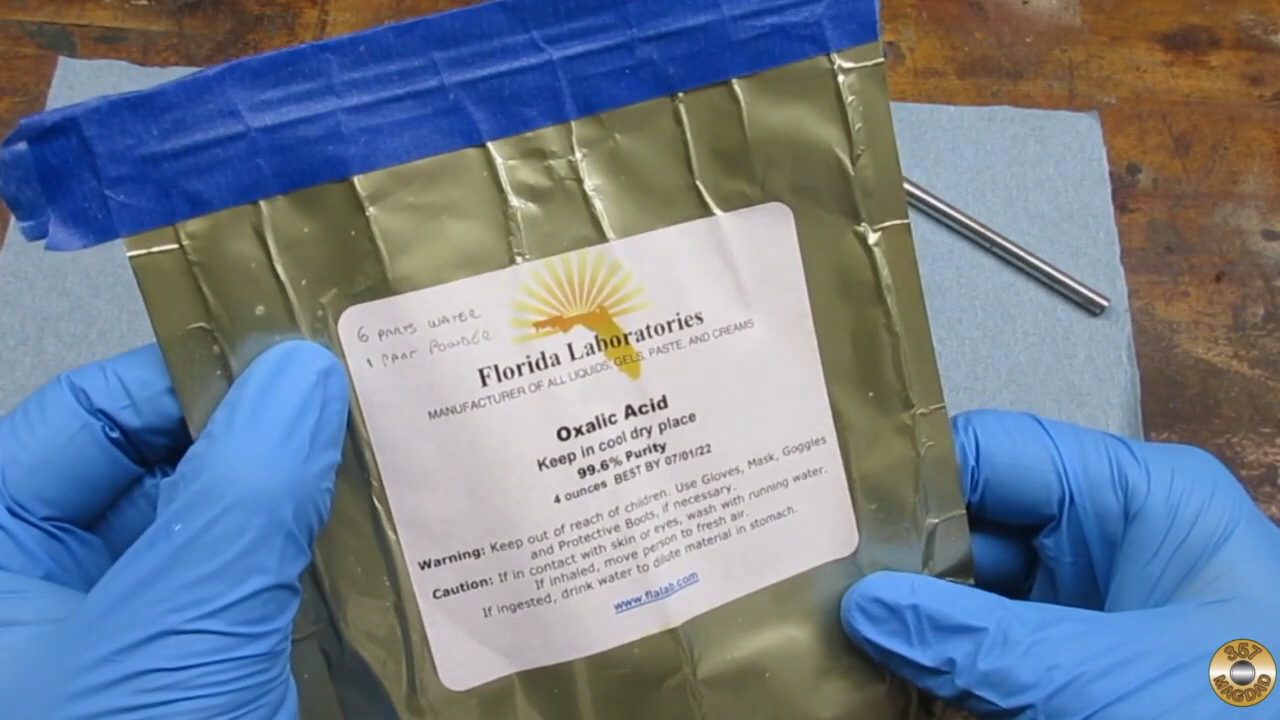 6 PARTS WATER
1 PART POWDER
Florida Laboratories
MANUFACTURER OF ALL LIQUIDS, GELS, PASTE, AND CREAMS
Oxalic Acid
Keep in cool dry place
99.6% Purity
4 ounces BEST BY 07/01/22
Warning: Keep out of reach of children. Use Gloves, Mask, Goggles
and Protective Boots, if necessary.
Caution: If in contact with skin or eyes, wash with running water.
If inhaled, move person to fresh air.
If ingested, drink water to dilute material in stomach.
www.flalab.com
357
MAGDAD